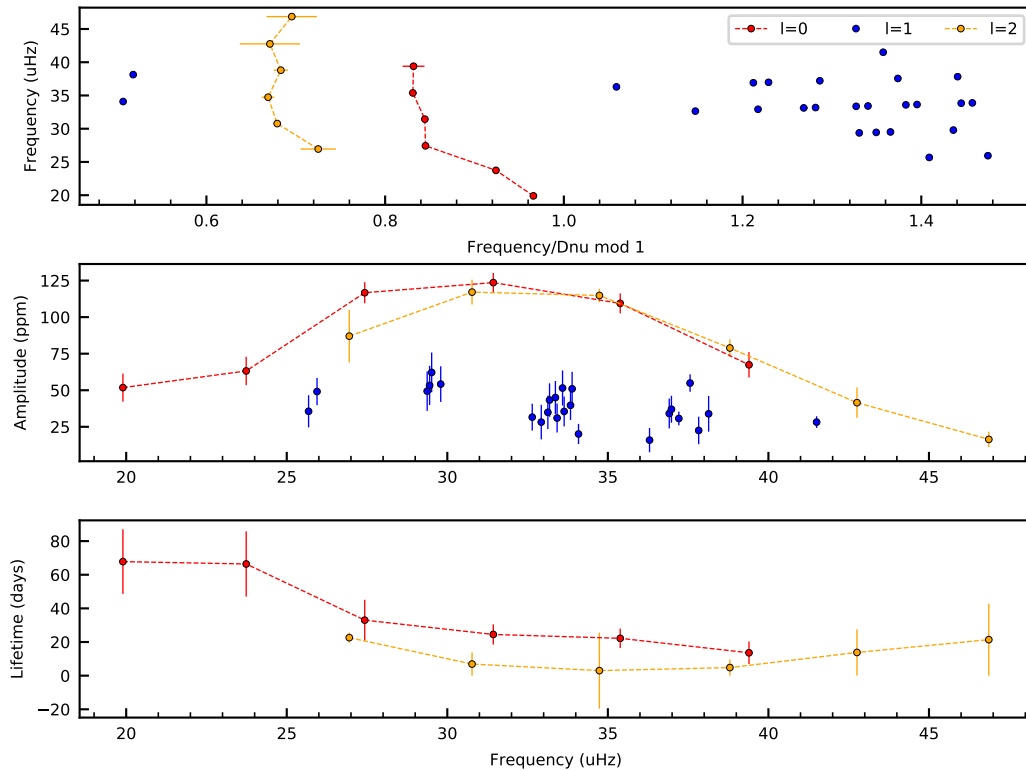 l=0 l=1 l=2
Frequency (uHz)
45
40
35
30
25
20
0.6 0.8 1.0 1.2 1.4
Frequency/Dnu mod 1
Amplitude (ppm)
125
100
75
50
25
20 25 30 35 40 45
Lifetime (days)
80
60
40
20
0
−20
20 25 30 35 40 45
Frequency (uHz)